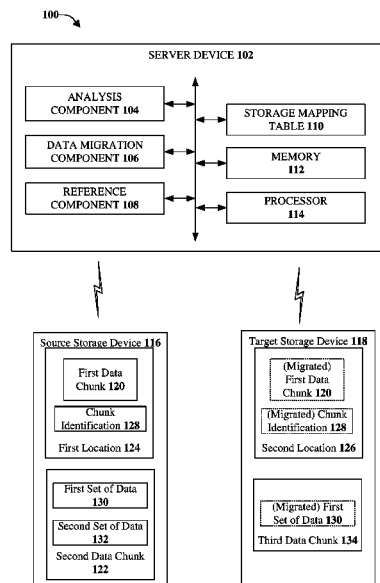 100
SERVER DEVICE 102
ANALYSIS
COMPONENT 104
DATA MIGRATION
COMPONENT 106
REFERENCE
COMPONENT 108
STORAGE MAPPING
TABLE 110
MEMORY
112
PROCESSOR
114
Source Storage Device 116
First Data
Chunk 120
Chunk
Identification 128
First Location 124
First Set of Data
130
Second Set of Data
132
Second Data Chunk
122
Target Storage Device 118
(Migrated)
First Data
Chunk 120
(Migrated) Chunk
Identification 128
Second Location 126
(Migrated) First
Set of Data 130
Third Data Chunk 134